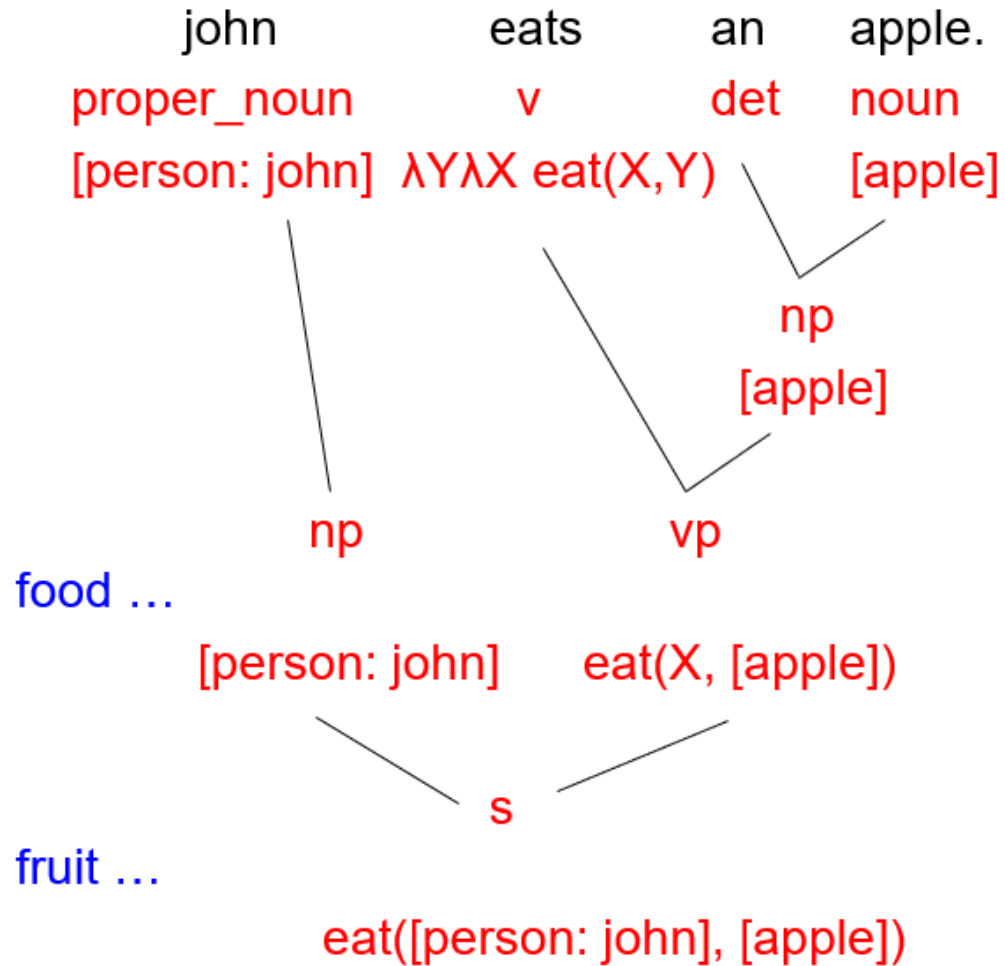 john eats an apple.
proper_noun v det noun
[person: john] λYλX eat(X,Y) [apple]
np
[apple]
np vp
food …
[person: john] eat(X, [apple])
s
fruit …
eat([person: john], [apple])